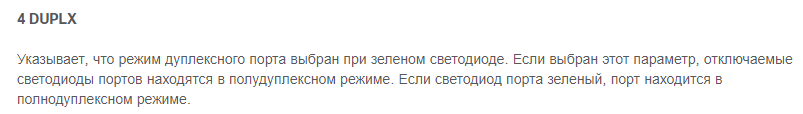 4 DUPLX
Указывает, что режим дуплексного порта выбран при зеленом светодиоде. Если выбран этот параметр, отключаемые
светодиоды портов находятся в полудуплексном режиме. Если светодиод порта зеленый, порт находится в
полнодуплексном режиме.